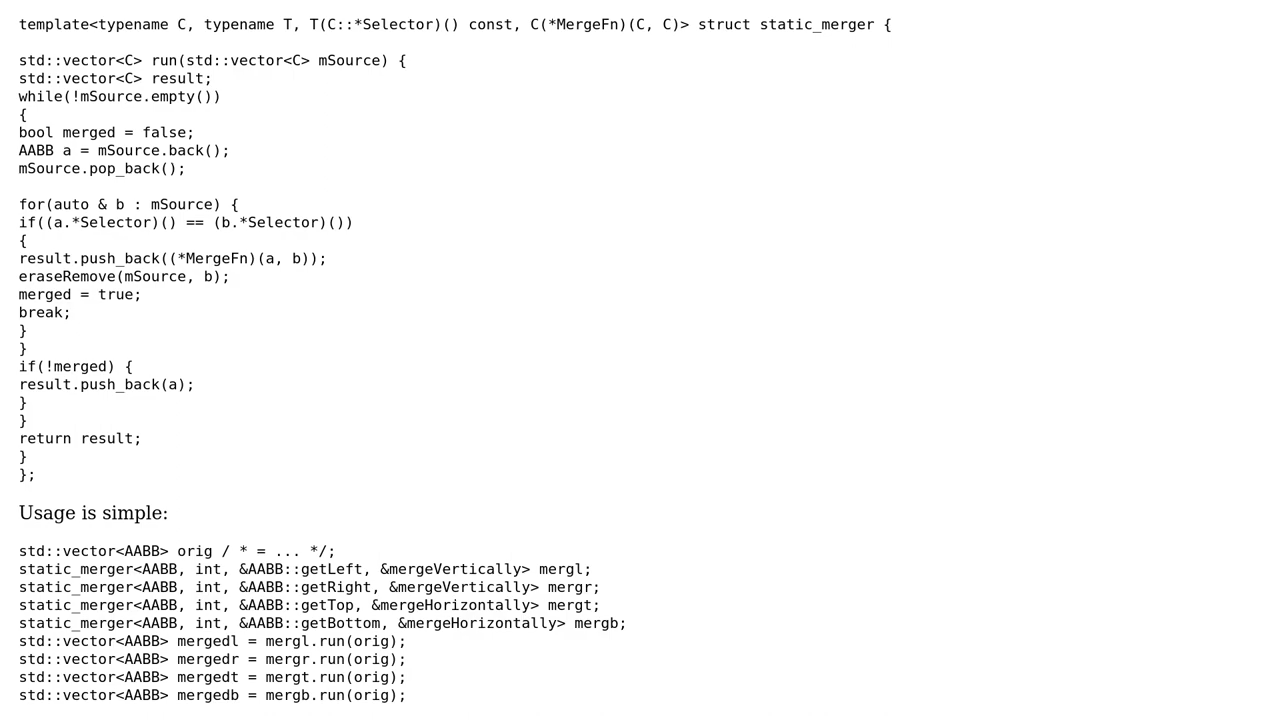 template<typename C, typename T, T(C::*Selector)() const, C(*MergeFn)(C, C)> struct static_merger {
std::vector<C> run(std::vector<C> mSource) {
std::vector<C> result;
while(!mSource.empty())
{
bool merged = false;
AABB a = mSource.back();
mSource.pop_back();
for(auto & b : mSource) {
if((a.*Selector)() == (b.*Selector)())
{
result.push_back((*MergeFn)(a, b));
eraseRemove(mSource, b);
merged = true;
break;
}
}
if(!merged) {
result.push_back(a);
}
}
return result;
}
};
Usage is simple:
std::vector<AABB> orig / * = ... */;
static_merger<AABB, int, &AABB::getLeft, &mergeVertically> mergl;
static_merger<AABB, int, &AABB::getRight, &mergeVertically> mergr;
static_merger<AABB, int, &AABB::getTop, &mergeHorizontally> mergt;
static_merger<AABB, int, &AABB::getBottom, &mergeHorizontally> mergb;
std::vector<AABB> mergedl = mergl.run(orig);
std::vector<AABB> mergedr = mergr.run(orig);
std::vector<AABB> mergedt = mergt.run(orig);
std::vector<AABB> mergedb = mergb.run(orig);